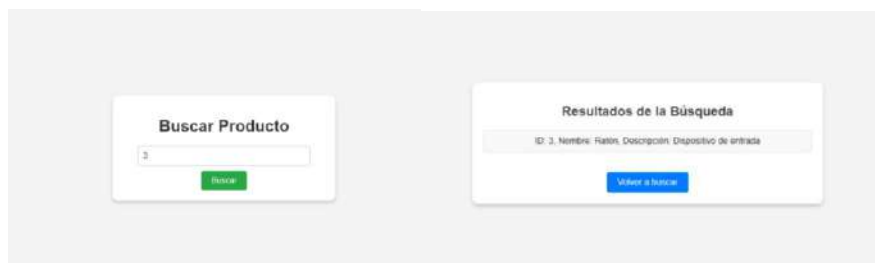 Buscar Producto
3
Buscar
Resultados de la Búsqueda
ID: 3, Nombre: Ratón, Descripción: Dispositivo de entrada
Volver a buscar